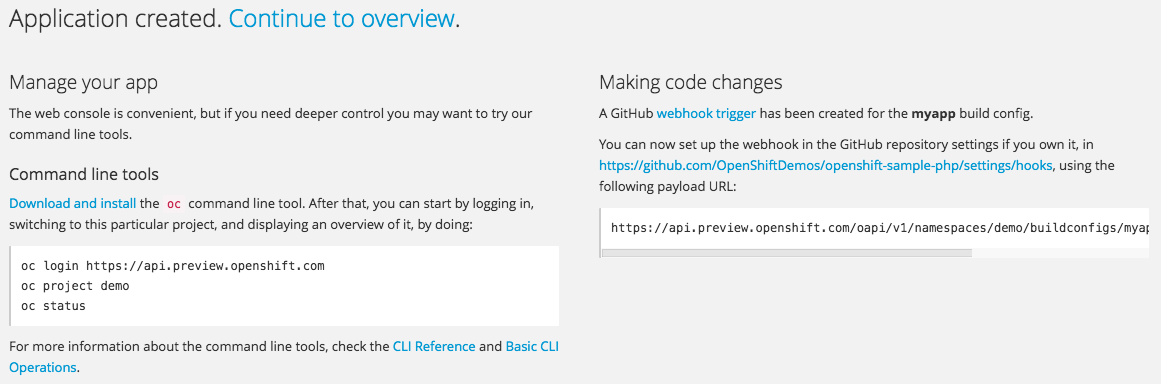 Application created. Continue to overview.
Manage your app
The web console is convenient, but if you need deeper control you may want to try our
command line tools.
Command line tools
Download and install the oc command line tool. After that, you can start by logging in,
switching to this particular project, and displaying an overview of it, by doing:
oc login https://api.preview.openshift.com
oc project demo
oc status
For more information about the command line tools, check the CLI Reference and Basic CLI
Operations.
Making code changes
A GitHub webhook trigger has been created for the myapp build config.
You can now set up the webhook in the GitHub repository settings if you own it, in
https://github.com/OpenShiftDemos/openshift-sample-php/settings/hooks, using the
following payload URL:
https://api.preview.openshift.com/oapi/v1/namespaces/demo/buildconfigs/myap